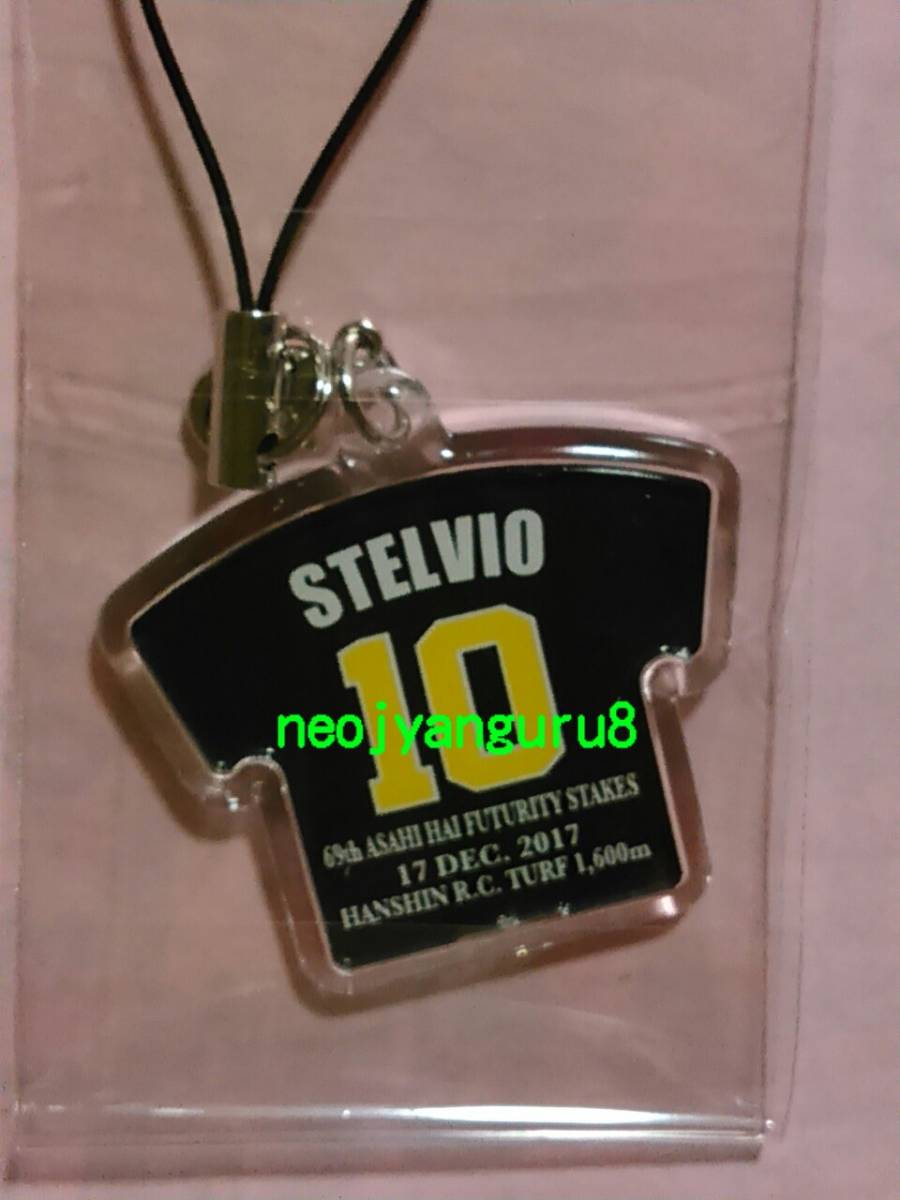 STELVIO
10
neojyanguru8
69th ASAHI HAI FUTURITY STAKES
17 DEC. 2017
HANSHIN R.C. TURF 1,600m